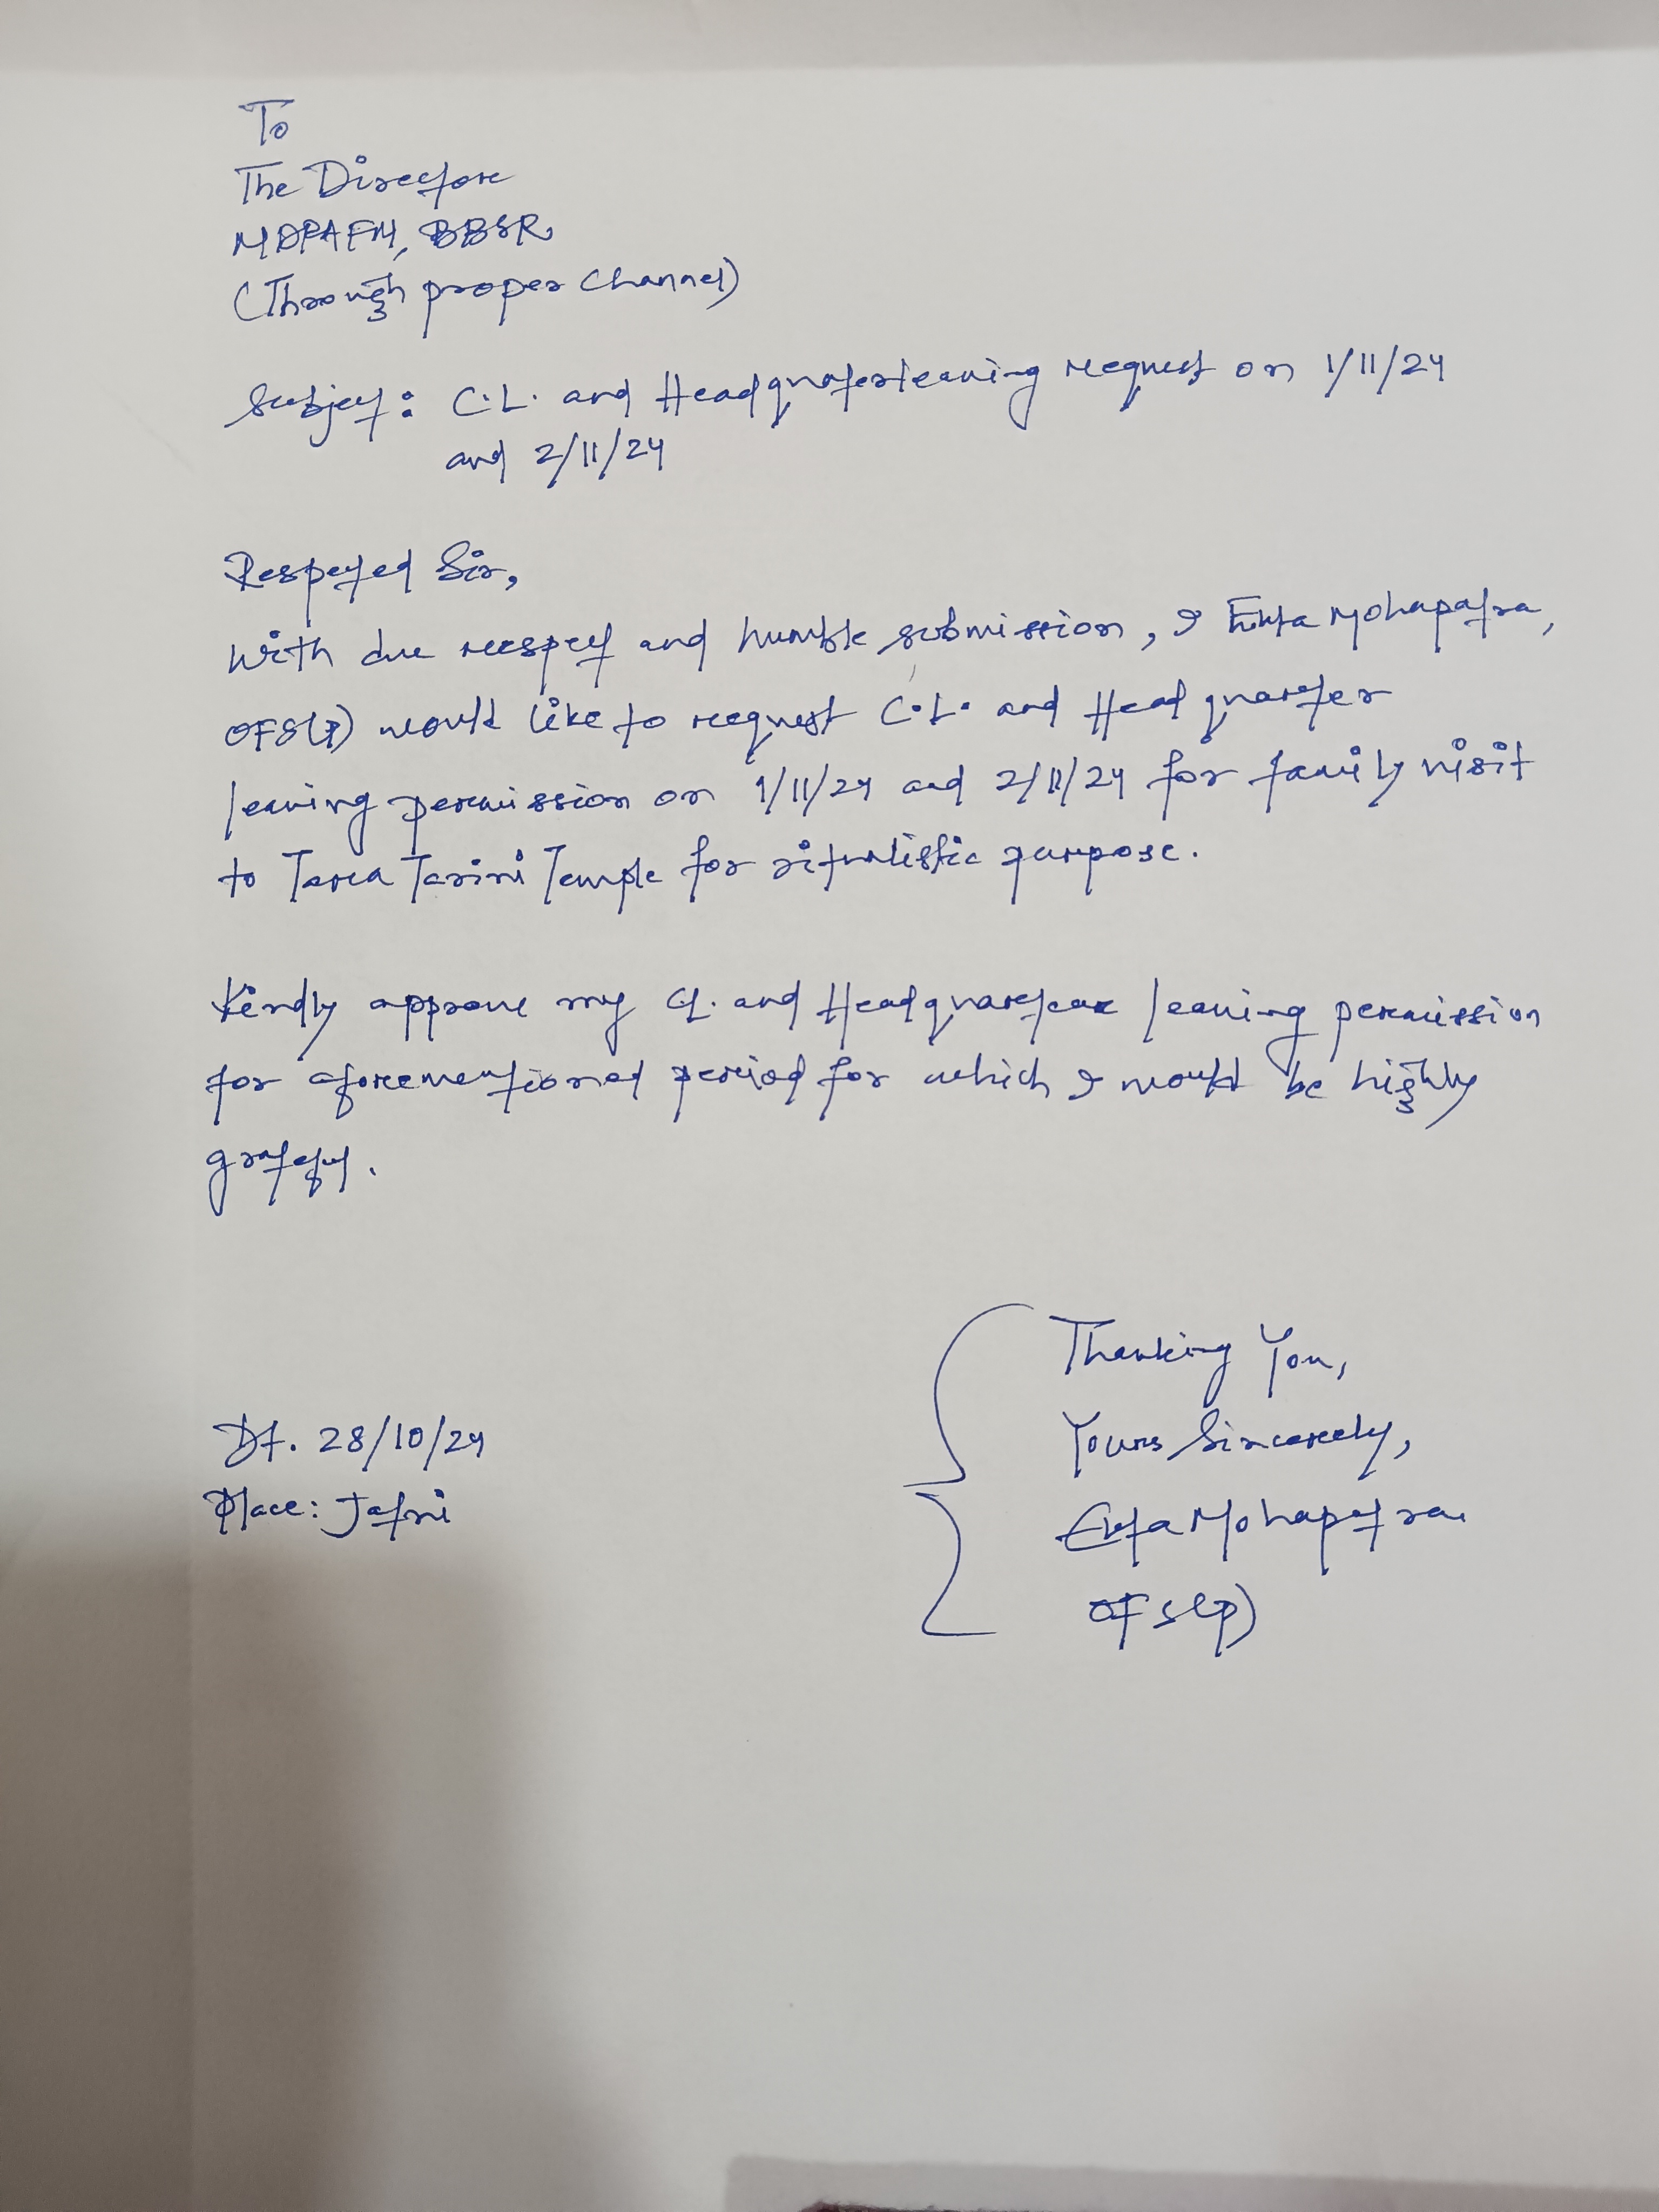 To
The Director
MDPAFM, BBSR
(Through proper Channel)
Subject: C.L. and Headquarter leaving request on 1/11/24
and 2/11/24
Respected Sir,
With due respect and humble submission, I Ekta Mohapatra,
OFS(P) would like to request C.L. and Head quarter
leaving permission on 1/11/24 and 2/11/24 for family visit
to Tara Tarini Temple for ritualistic purpose.
Kindly approve my CL. and Headquarter leaving permission
for aforementioned period for which I would be highly
grateful.
Thanking You,
Yours Sincerely,
Ekta Mohapatra
OFS(P)
Dt. 28/10/24
Place: Jatni